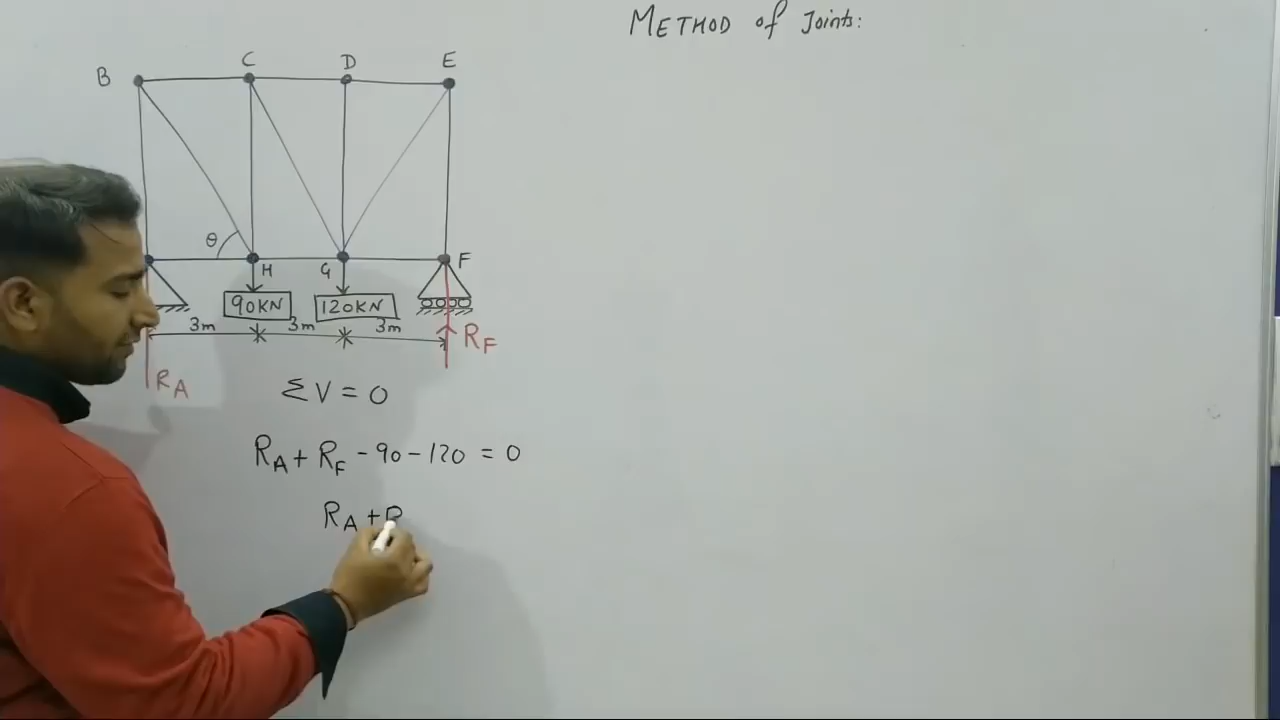 METHOD of Joints:
B C D E
θ
H G F
90KN 120KN
3m 3m 3m
RA RF
ΣV = 0
RA + RF - 90 - 120 = 0
RA + R